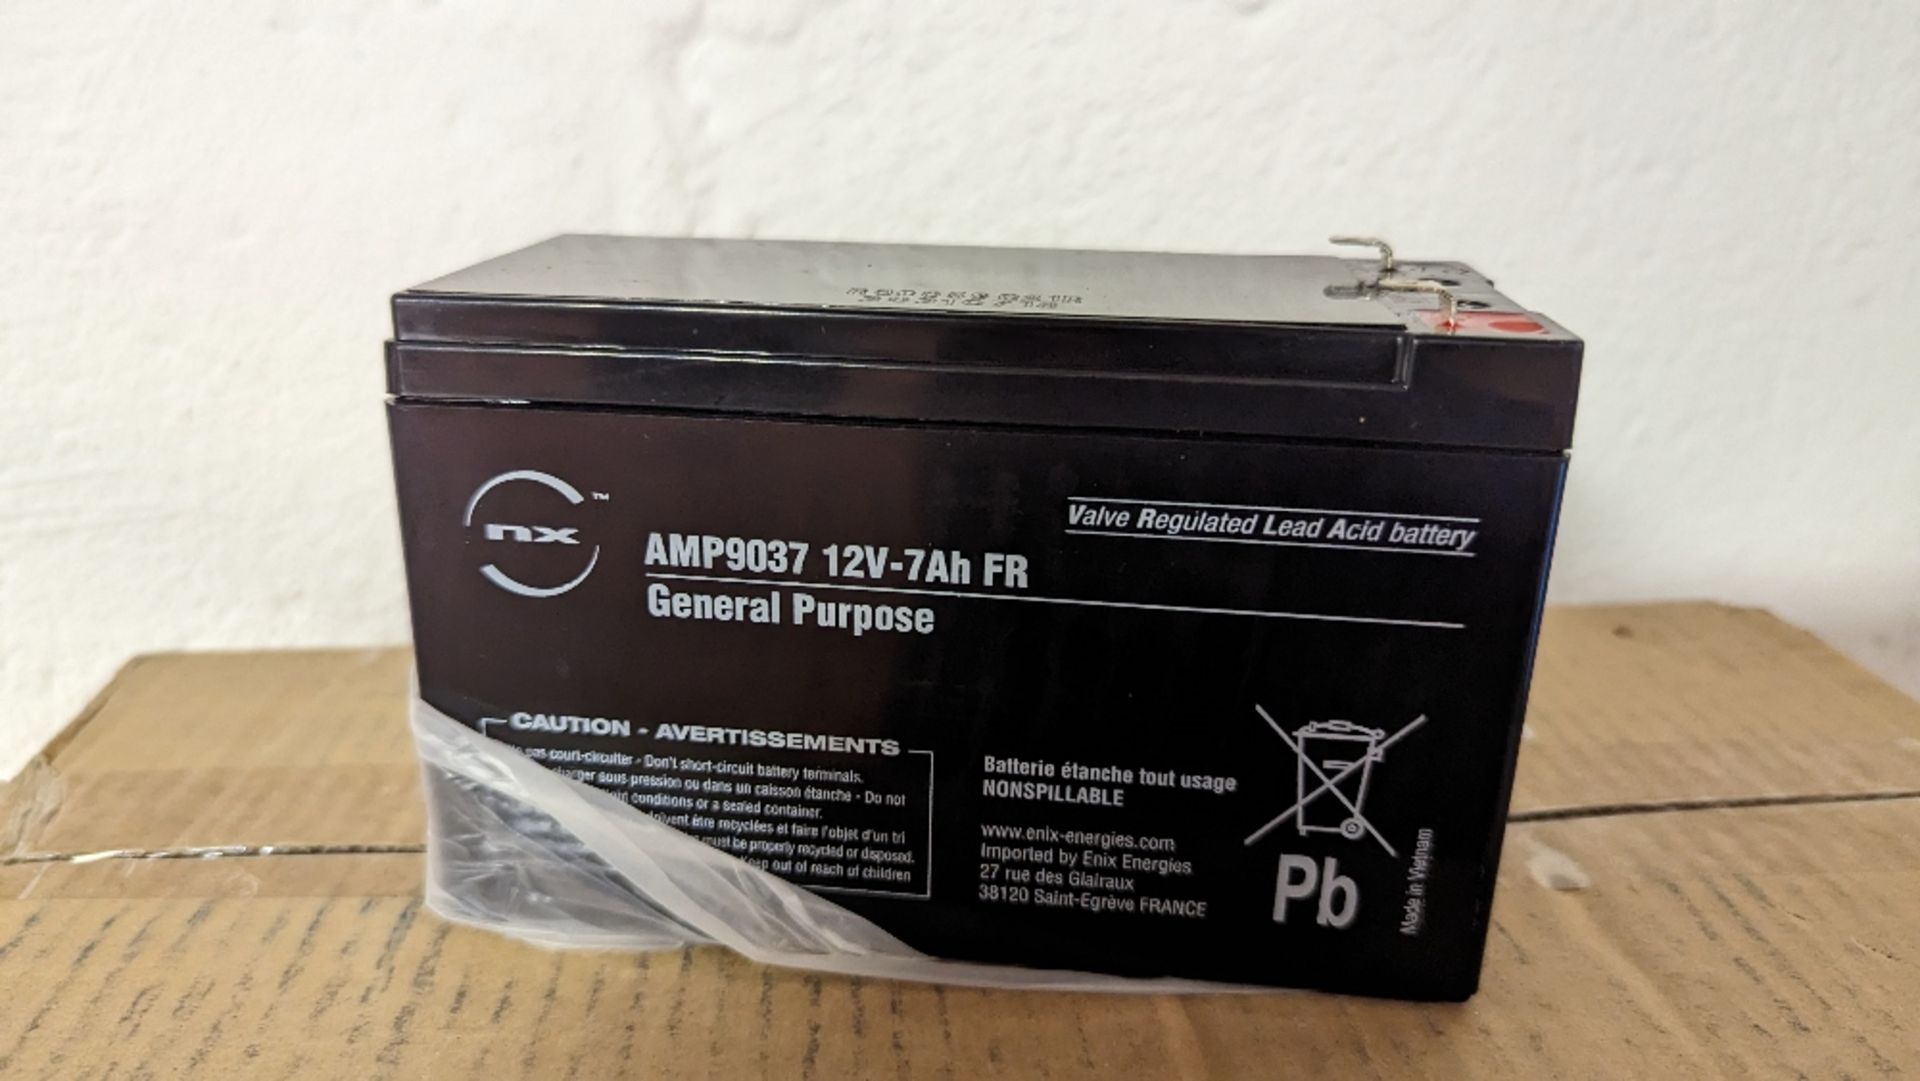 nx ™
AMP9037 12V-7Ah FR
General Purpose
Valve Regulated Lead Acid battery
CAUTION - AVERTISSEMENTS
pas court-circuiter - Don't short-circuit battery terminals.
sous pression ou dans un caisson étanche - Do not
conditions or a sealed container.
être recyclées et faire l'objet d'un tri
must be properly recycled or disposed.
Keep out of reach of children
Batterie étanche tout usage
NONSPILLABLE
www.enix-energies.com
Imported by Enix Energies
27 rue des Glairaux
38120 Saint-Egrève FRANCE
Pb
Made in Vietnam